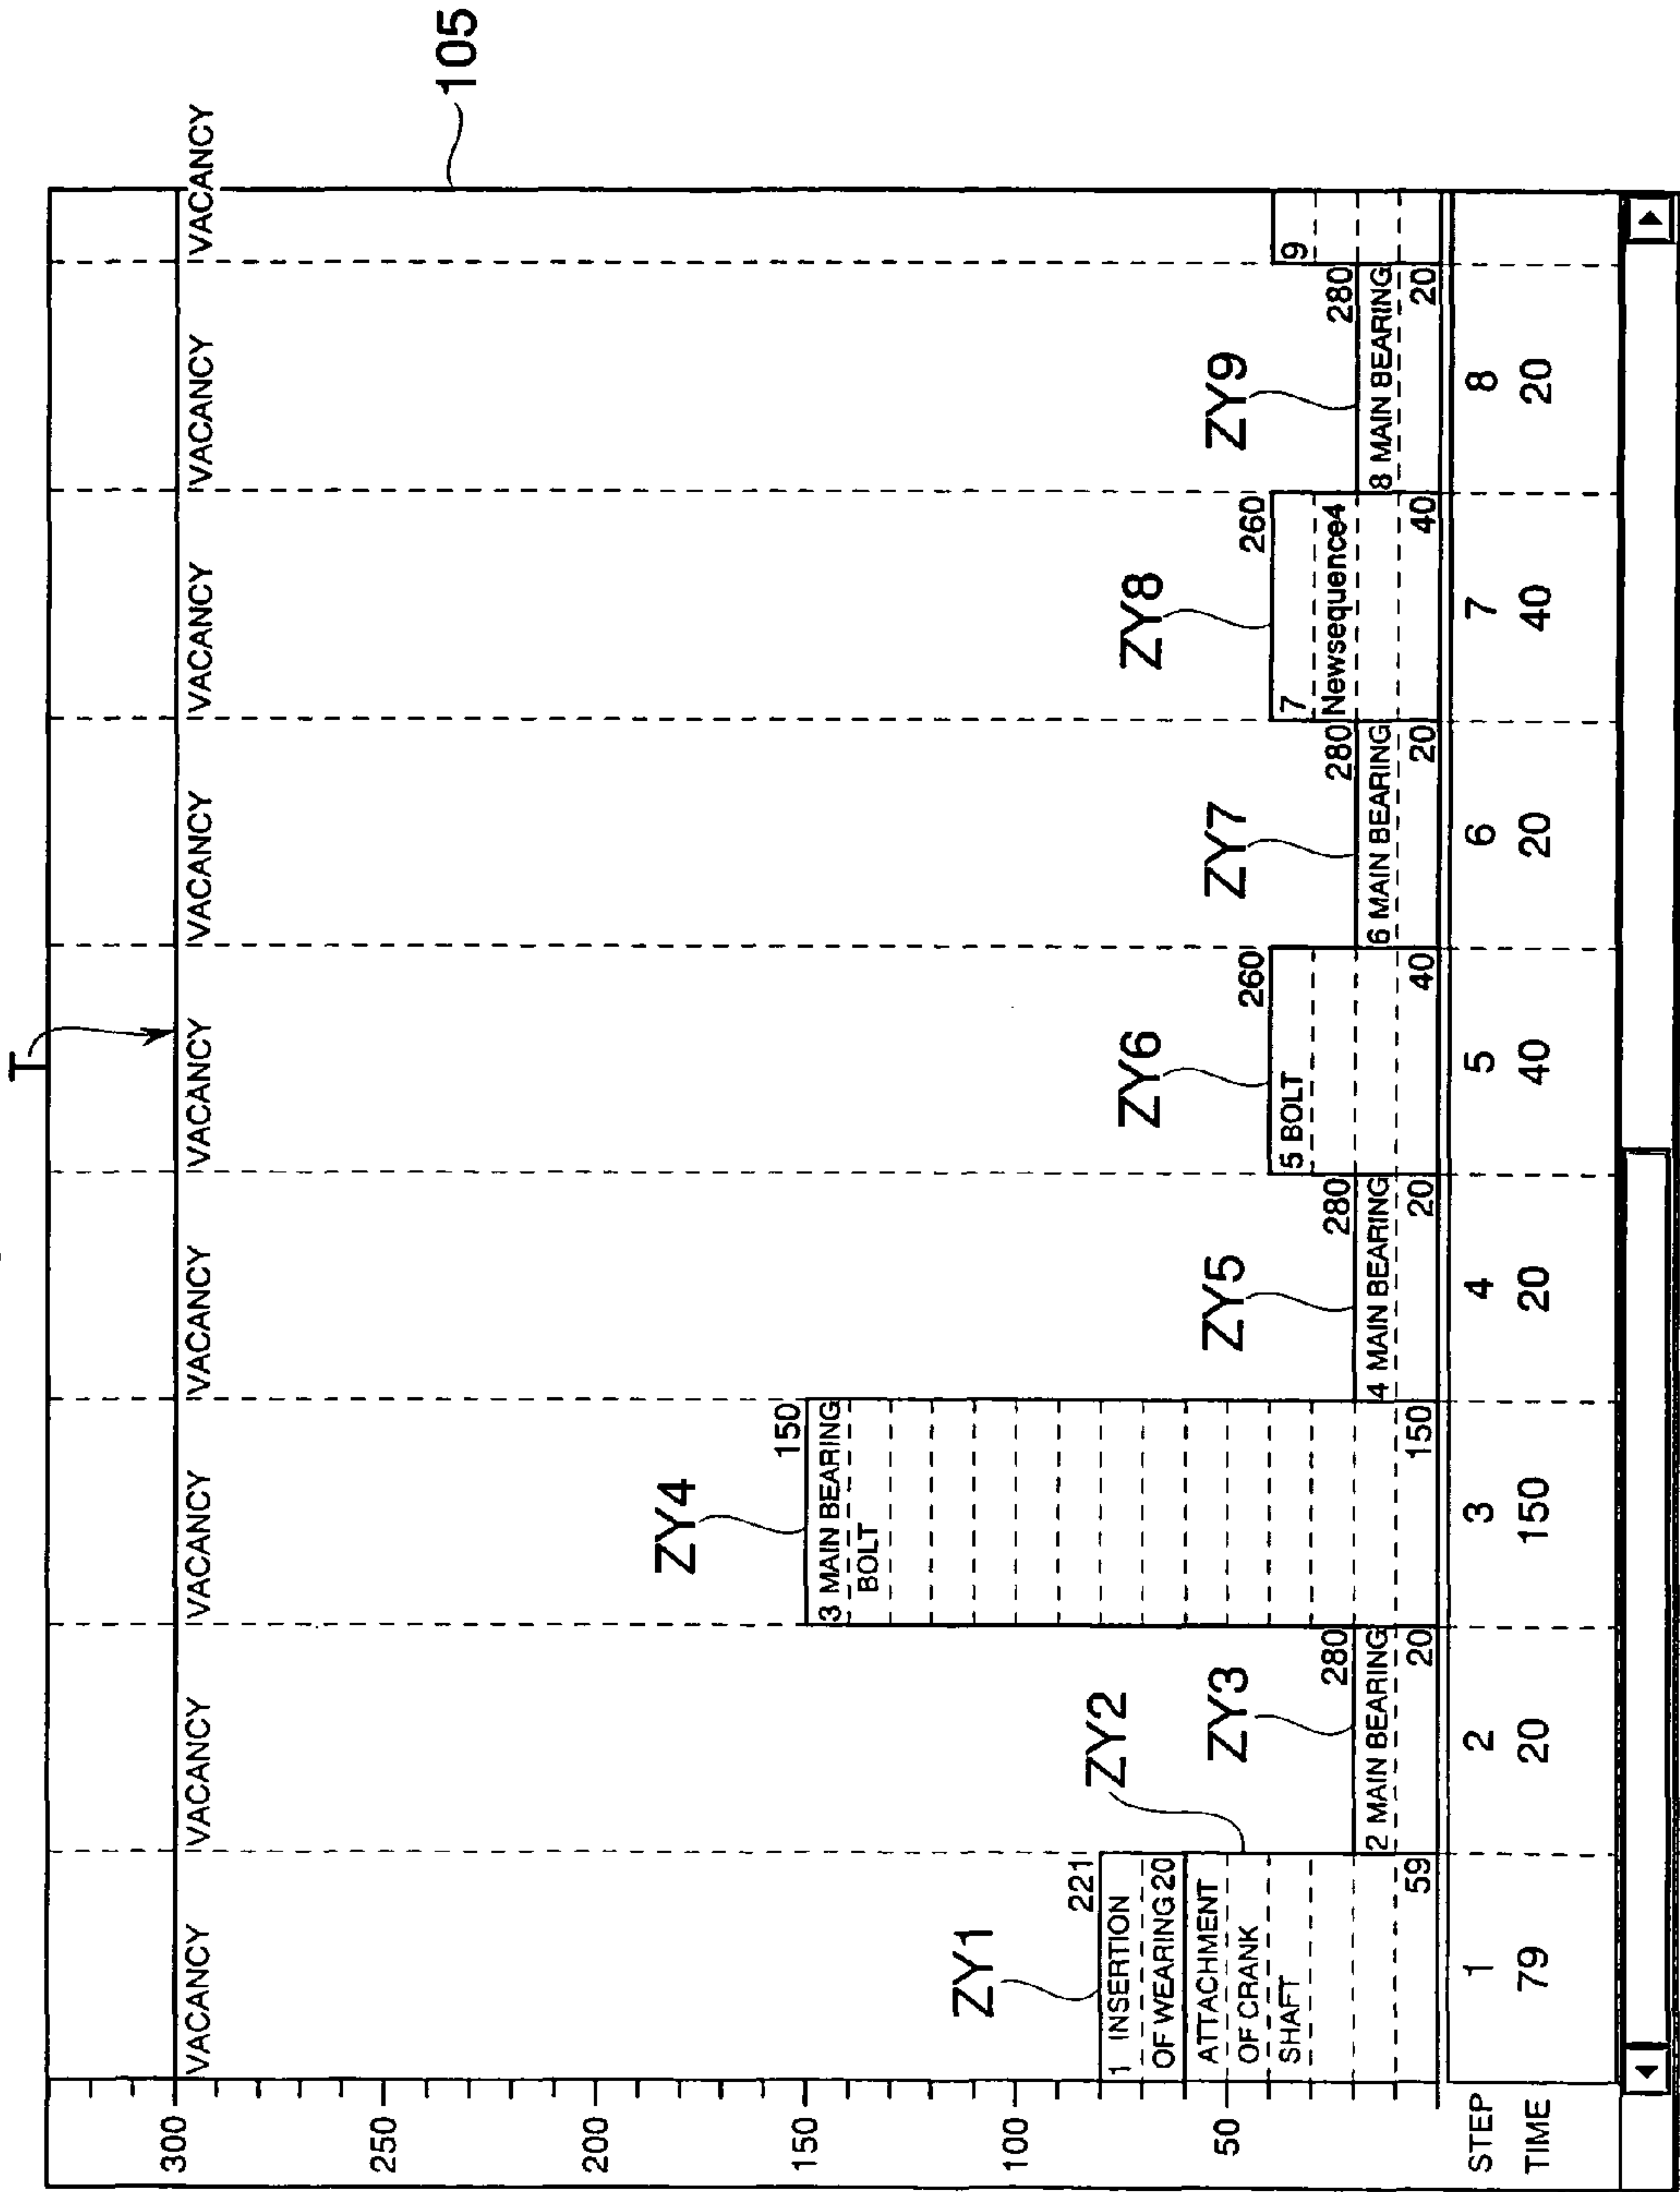 T
105
300
250
200
150
100
50
VACANCY
VACANCY
VACANCY
VACANCY
VACANCY
VACANCY
VACANCY
VACANCY
VACANCY
ZY1
221
1 INSERTION
OF WEARING 20
ATTACHMENT
OF CRANK
SHAFT
59
ZY2
ZY3
280
2 MAIN BEARING
20
ZY4
150
3 MAIN BEARING
BOLT
150
ZY5
280
4 MAIN BEARING
20
ZY6
260
5 BOLT
40
ZY7
280
6 MAIN BEARING
20
ZY8
260
7
Newsequence4
40
ZY9
280
8 MAIN BEARING
20
9
STEP 1 2 3 4 5 6 7 8
TIME 79 20 150 20 40 20 40 20